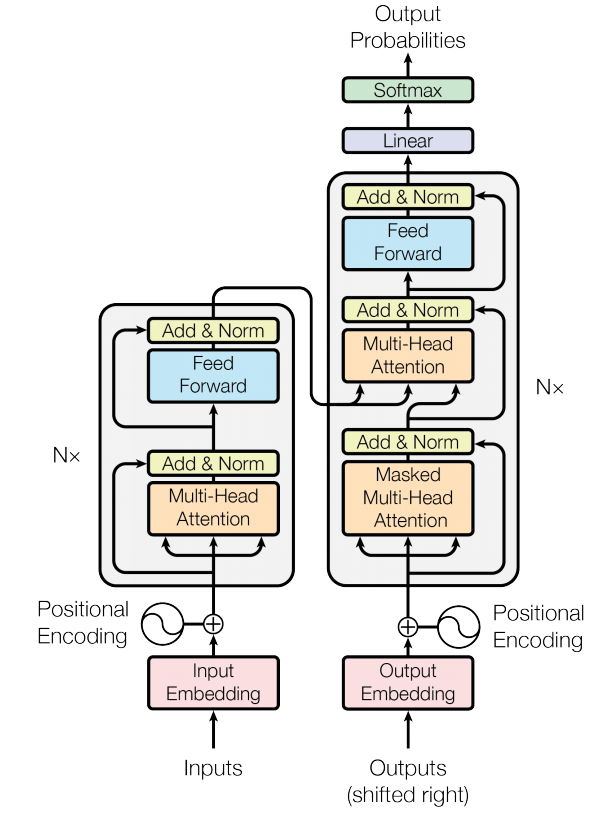 Output
Probabilities
Softmax
Linear
Add & Norm
Feed
Forward
Add & Norm
Multi-Head
Attention
Add & Norm
Masked
Multi-Head
Attention
N×
Add & Norm
Feed
Forward
Add & Norm
Multi-Head
Attention
N×
Positional
Encoding
Positional
Encoding
Input
Embedding
Output
Embedding
Inputs
Outputs
(shifted right)